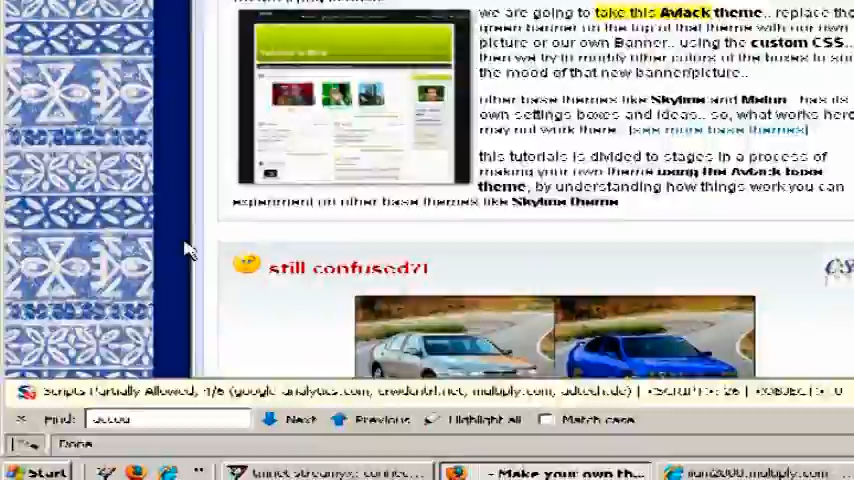 we are going to take this Avlack theme.. replace the
green banner on the top of that theme with our own
picture or our own Banner.. using the custom CSS..
then we try to modify other colors of the boxes to suit
the mood of that new banner/picture..
other base themes like Skyline and Melon has its
own settings boxes and ideas.. so, what works here
may not work there. [see more base themes]
this tutorials is divided to stages in a process of
making your own theme using the Avlack base
theme, by understanding how things work you can
experiment on other base themes like Skyline theme
still confused?!
CS
Scripts Partially Allowed, 4/6 (google-analytics.com, crwdcntrl.net, multiply.com, adtech.de) | <SCRIPT>: 26 | <OBJECT>: 0
Find: accou Next Previous Highlight all Match case
Done
Start - Make your own th... multiply.com